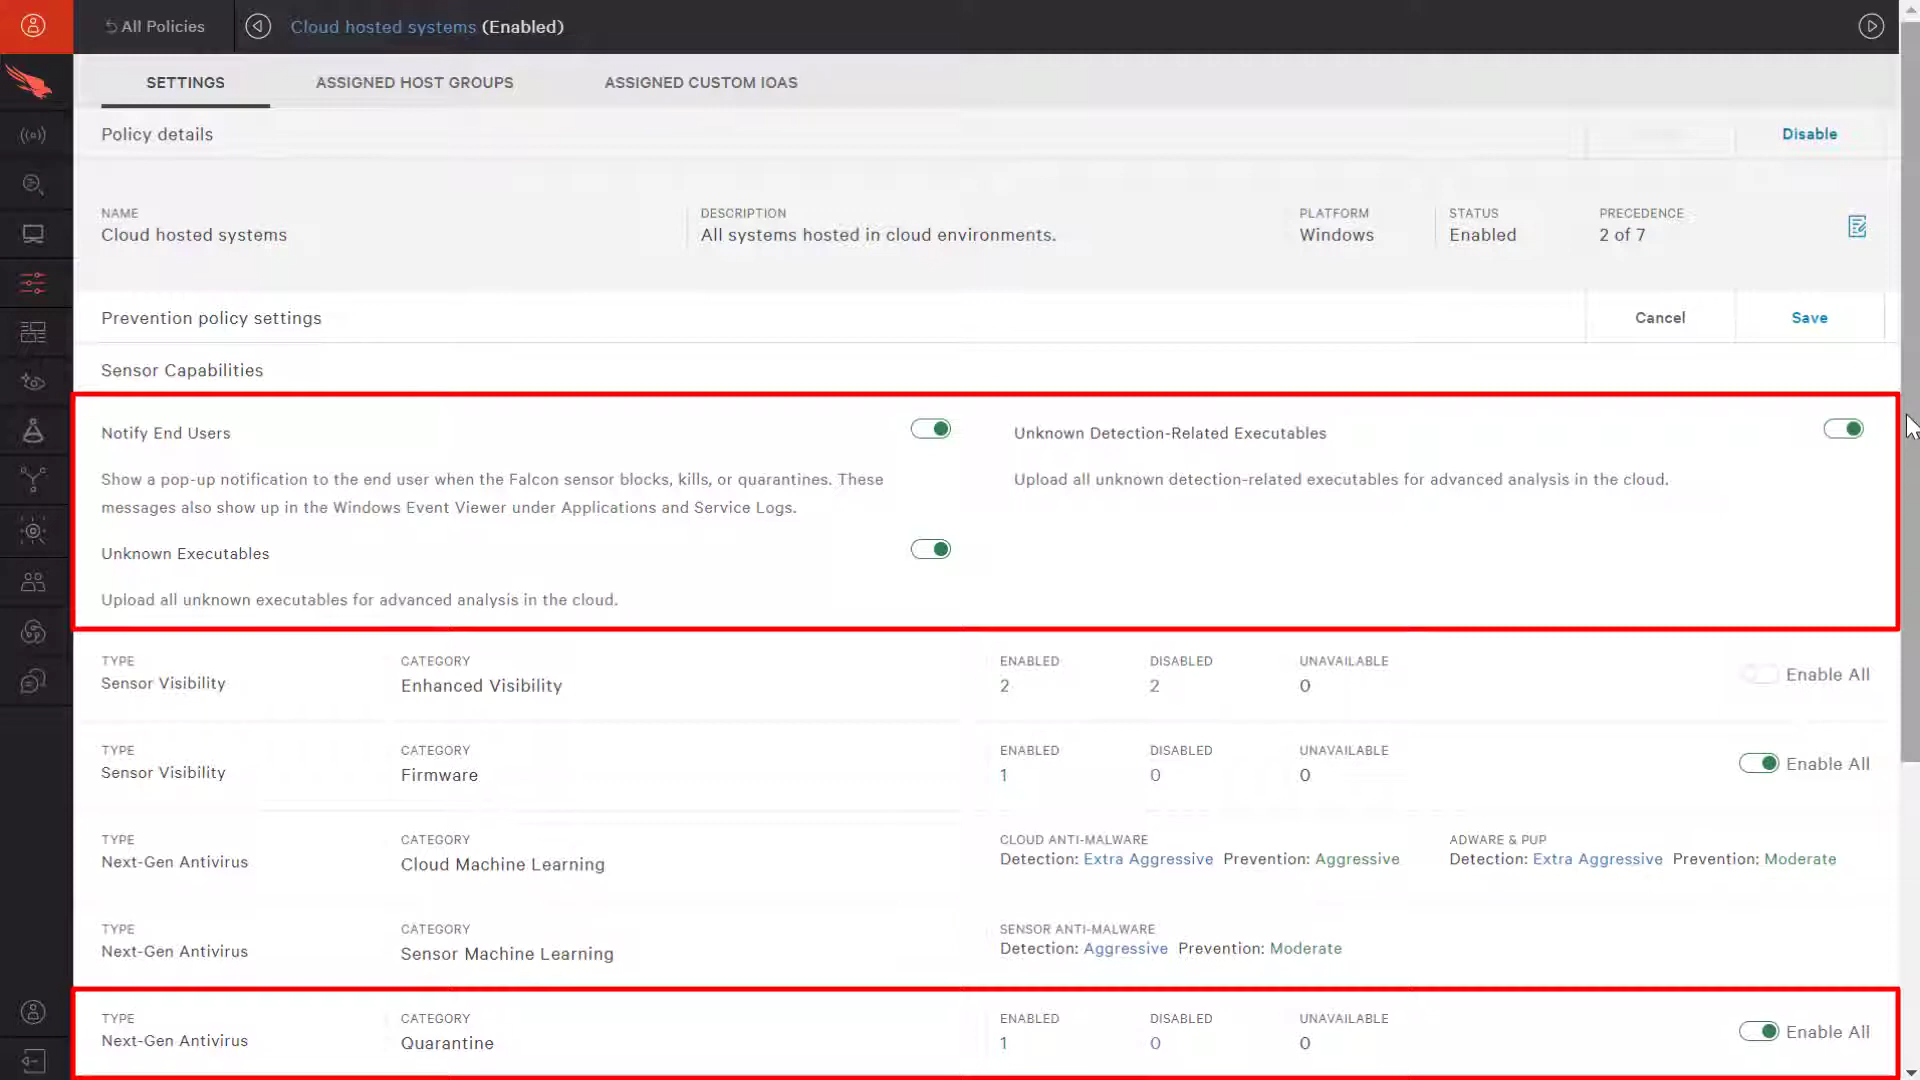 All Policies
Cloud hosted systems (Enabled)
SETTINGS
ASSIGNED HOST GROUPS
ASSIGNED CUSTOM IOAS
Policy details
Disable
NAME
Cloud hosted systems
DESCRIPTION
All systems hosted in cloud environments.
PLATFORM
Windows
STATUS
Enabled
PRECEDENCE
2 of 7
Prevention policy settings
Cancel
Save
Sensor Capabilities
Notify End Users
Show a pop-up notification to the end user when the Falcon sensor blocks, kills, or quarantines. These
messages also show up in the Windows Event Viewer under Applications and Service Logs.
Unknown Detection-Related Executables
Upload all unknown detection-related executables for advanced analysis in the cloud.
Unknown Executables
Upload all unknown executables for advanced analysis in the cloud.
TYPE
Sensor Visibility
CATEGORY
Enhanced Visibility
ENABLED
2
DISABLED
2
UNAVAILABLE
0
Enable All
TYPE
Sensor Visibility
CATEGORY
Firmware
ENABLED
1
DISABLED
0
UNAVAILABLE
0
Enable All
TYPE
Next-Gen Antivirus
CATEGORY
Cloud Machine Learning
CLOUD ANTI-MALWARE
Detection: Extra Aggressive Prevention: Aggressive
ADWARE & PUP
Detection: Extra Aggressive Prevention: Moderate
TYPE
Next-Gen Antivirus
CATEGORY
Sensor Machine Learning
SENSOR ANTI-MALWARE
Detection: Aggressive Prevention: Moderate
TYPE
Next-Gen Antivirus
CATEGORY
Quarantine
ENABLED
1
DISABLED
0
UNAVAILABLE
0
Enable All